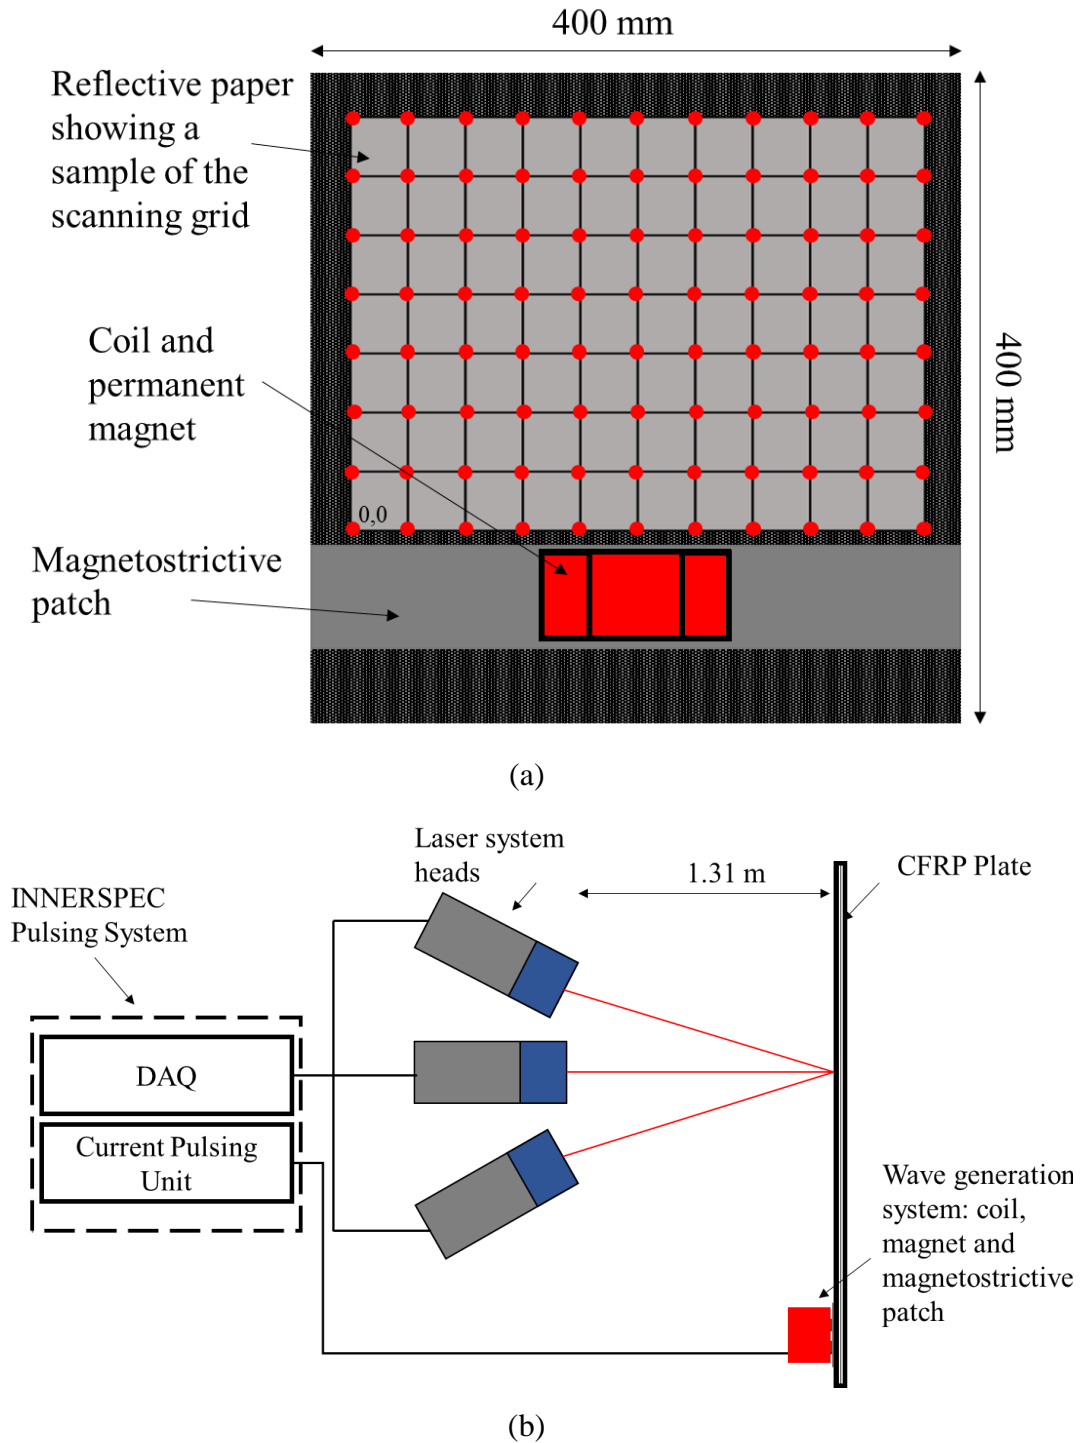 400 mm
Reflective paper
showing a
sample of the
scanning grid
Coil and
permanent
magnet
400 mm
0,0
Magnetostrictive
patch
(a)
Laser system
heads
1.31 m
CFRP Plate
INNERSPEC
Pulsing System
DAQ
Current Pulsing
Unit
Wave generation
system: coil,
magnet and
magnetostrictive
patch
(b)